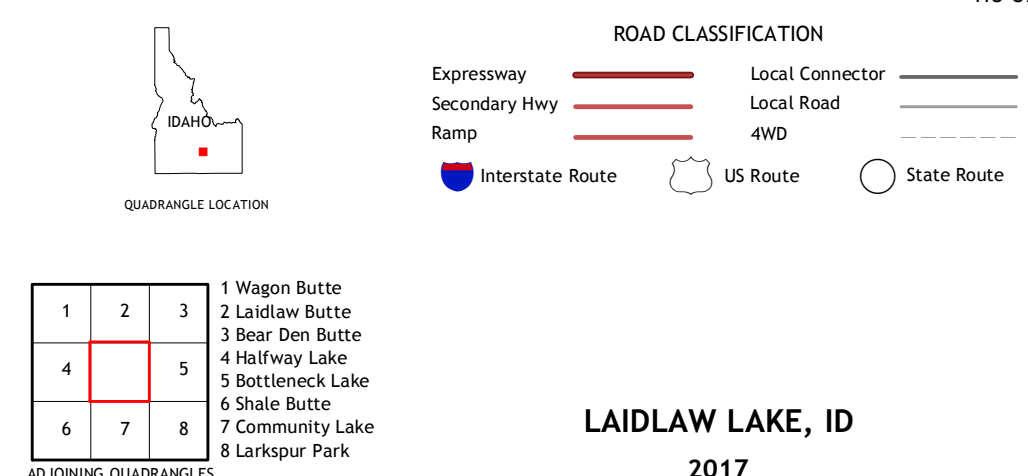 ROAD CLASSIFICATION
Expressway
Secondary Hwy
Ramp
Local Connector
Local Road
4WD
Interstate Route
US Route
State Route
IDAHO
QUADRANGLE LOCATION
1 2 3
4 5
6 7 8
1 Wagon Butte
2 Laidlaw Butte
3 Bear Den Butte
4 Halfway Lake
5 Bottleneck Lake
6 Shale Butte
7 Community Lake
8 Larkspur Park
ADJOINING QUADRANGLES
LAIDLAW LAKE, ID
2017